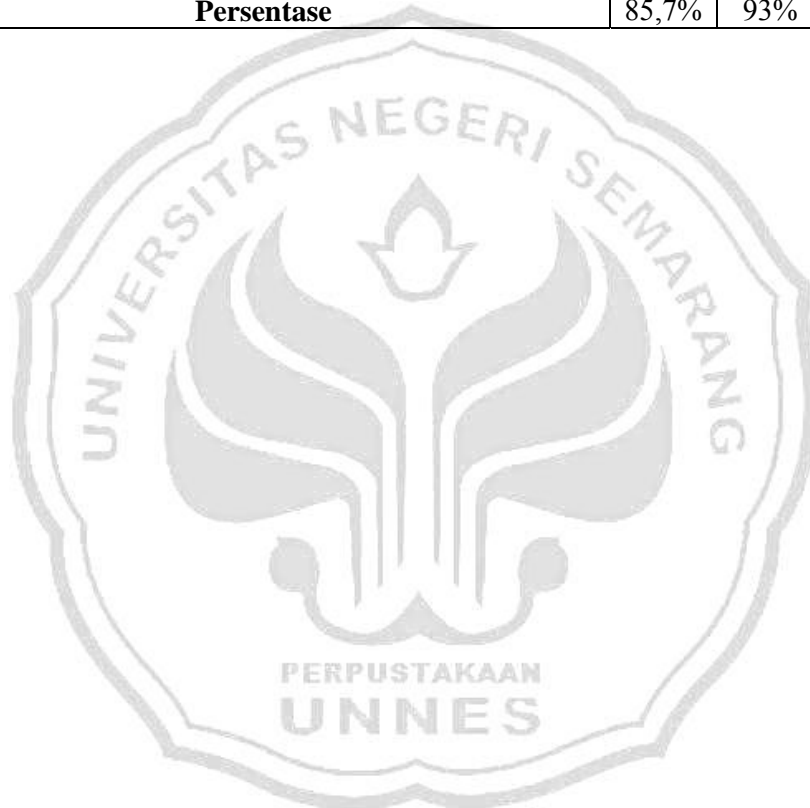 Persentase 85,7% 93%
UNIVERSITAS NEGERI SEMARANG
PERPUSTAKAAN
UNNES